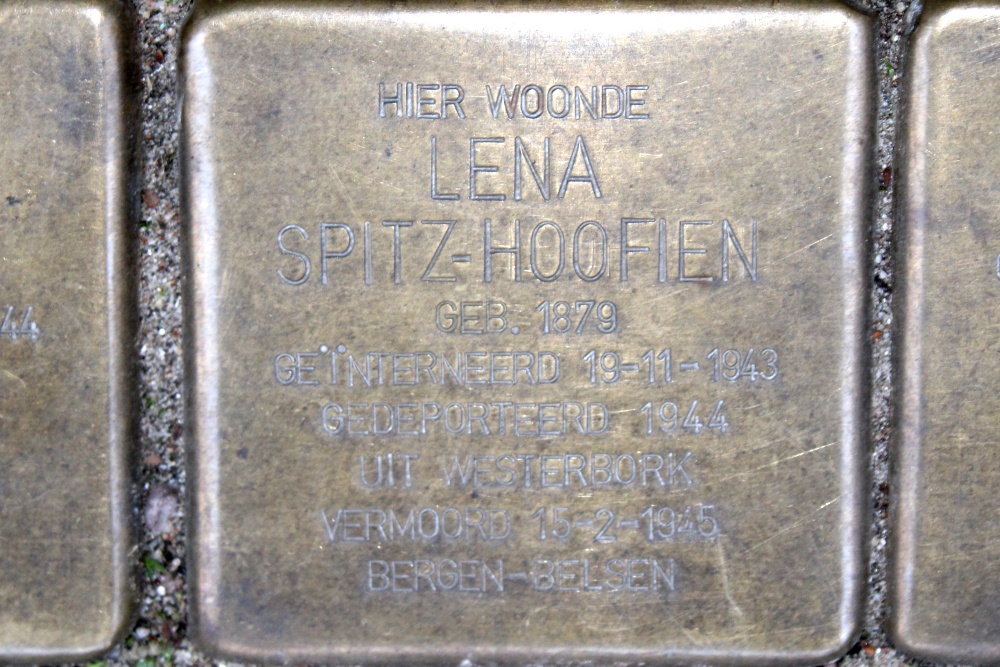 HIER WOONDE
LENA
SPITZ-HOOFIEN
GEB. 1879
GEÏNTERNEERD 19-11-1943
GEDEPORTEERD 1944
UIT WESTERBORK
VERMOORD 15-2-1945
BERGEN-BELSEN
44